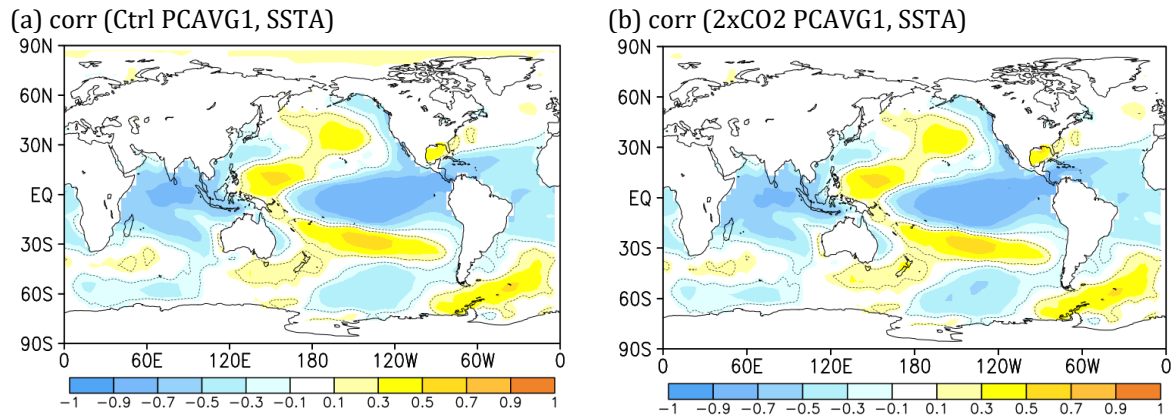 (a) corr (Ctrl PCAVG1, SSTA)
90N
60N
30N
EQ
30S
60S
90S
0 60E 120E 180 120W 60W 0
−1 −0.9 −0.7 −0.5 −0.3 −0.1 0.1 0.3 0.5 0.7 0.9 1
(b) corr (2xCO2 PCAVG1, SSTA)
90N
60N
30N
EQ
30S
60S
90S
0 60E 120E 180 120W 60W 0
−1 −0.9 −0.7 −0.5 −0.3 −0.1 0.1 0.3 0.5 0.7 0.9 1